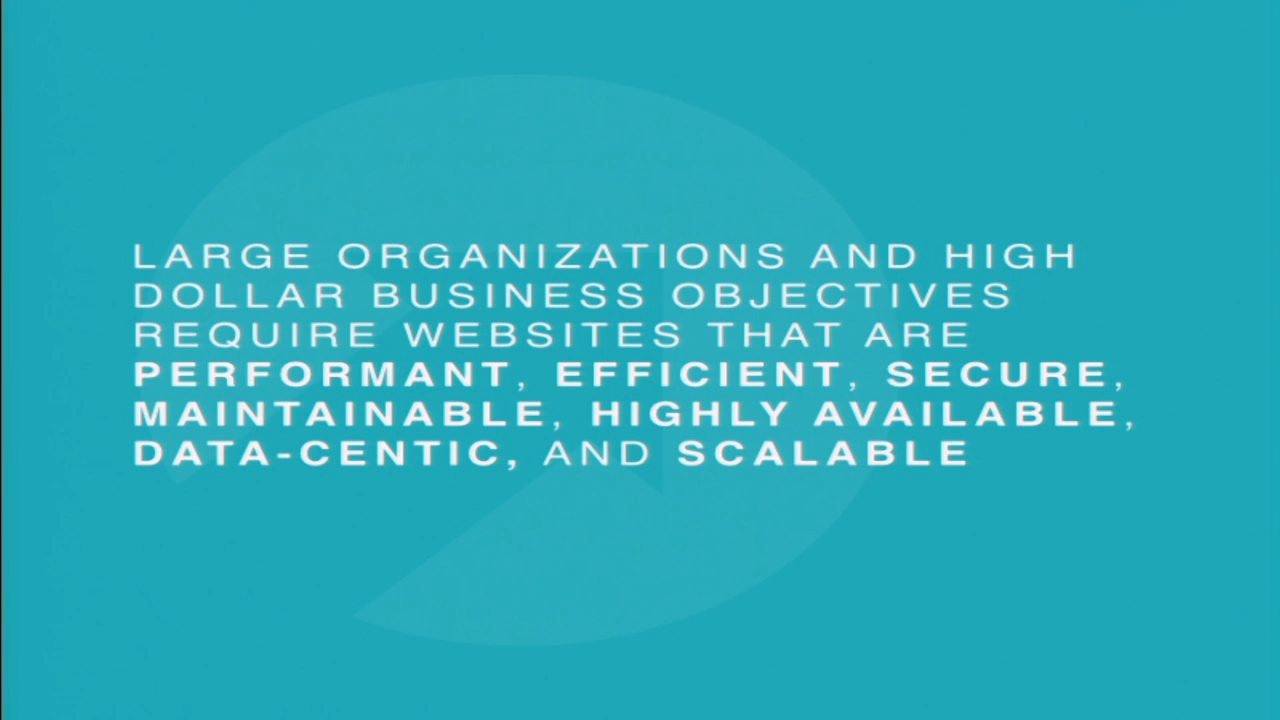 LARGE ORGANIZATIONS AND HIGH
DOLLAR BUSINESS OBJECTIVES
REQUIRE WEBSITES THAT ARE
PERFORMANT, EFFICIENT, SECURE,
MAINTAINABLE, HIGHLY AVAILABLE,
DATA-CENTIC, AND SCALABLE